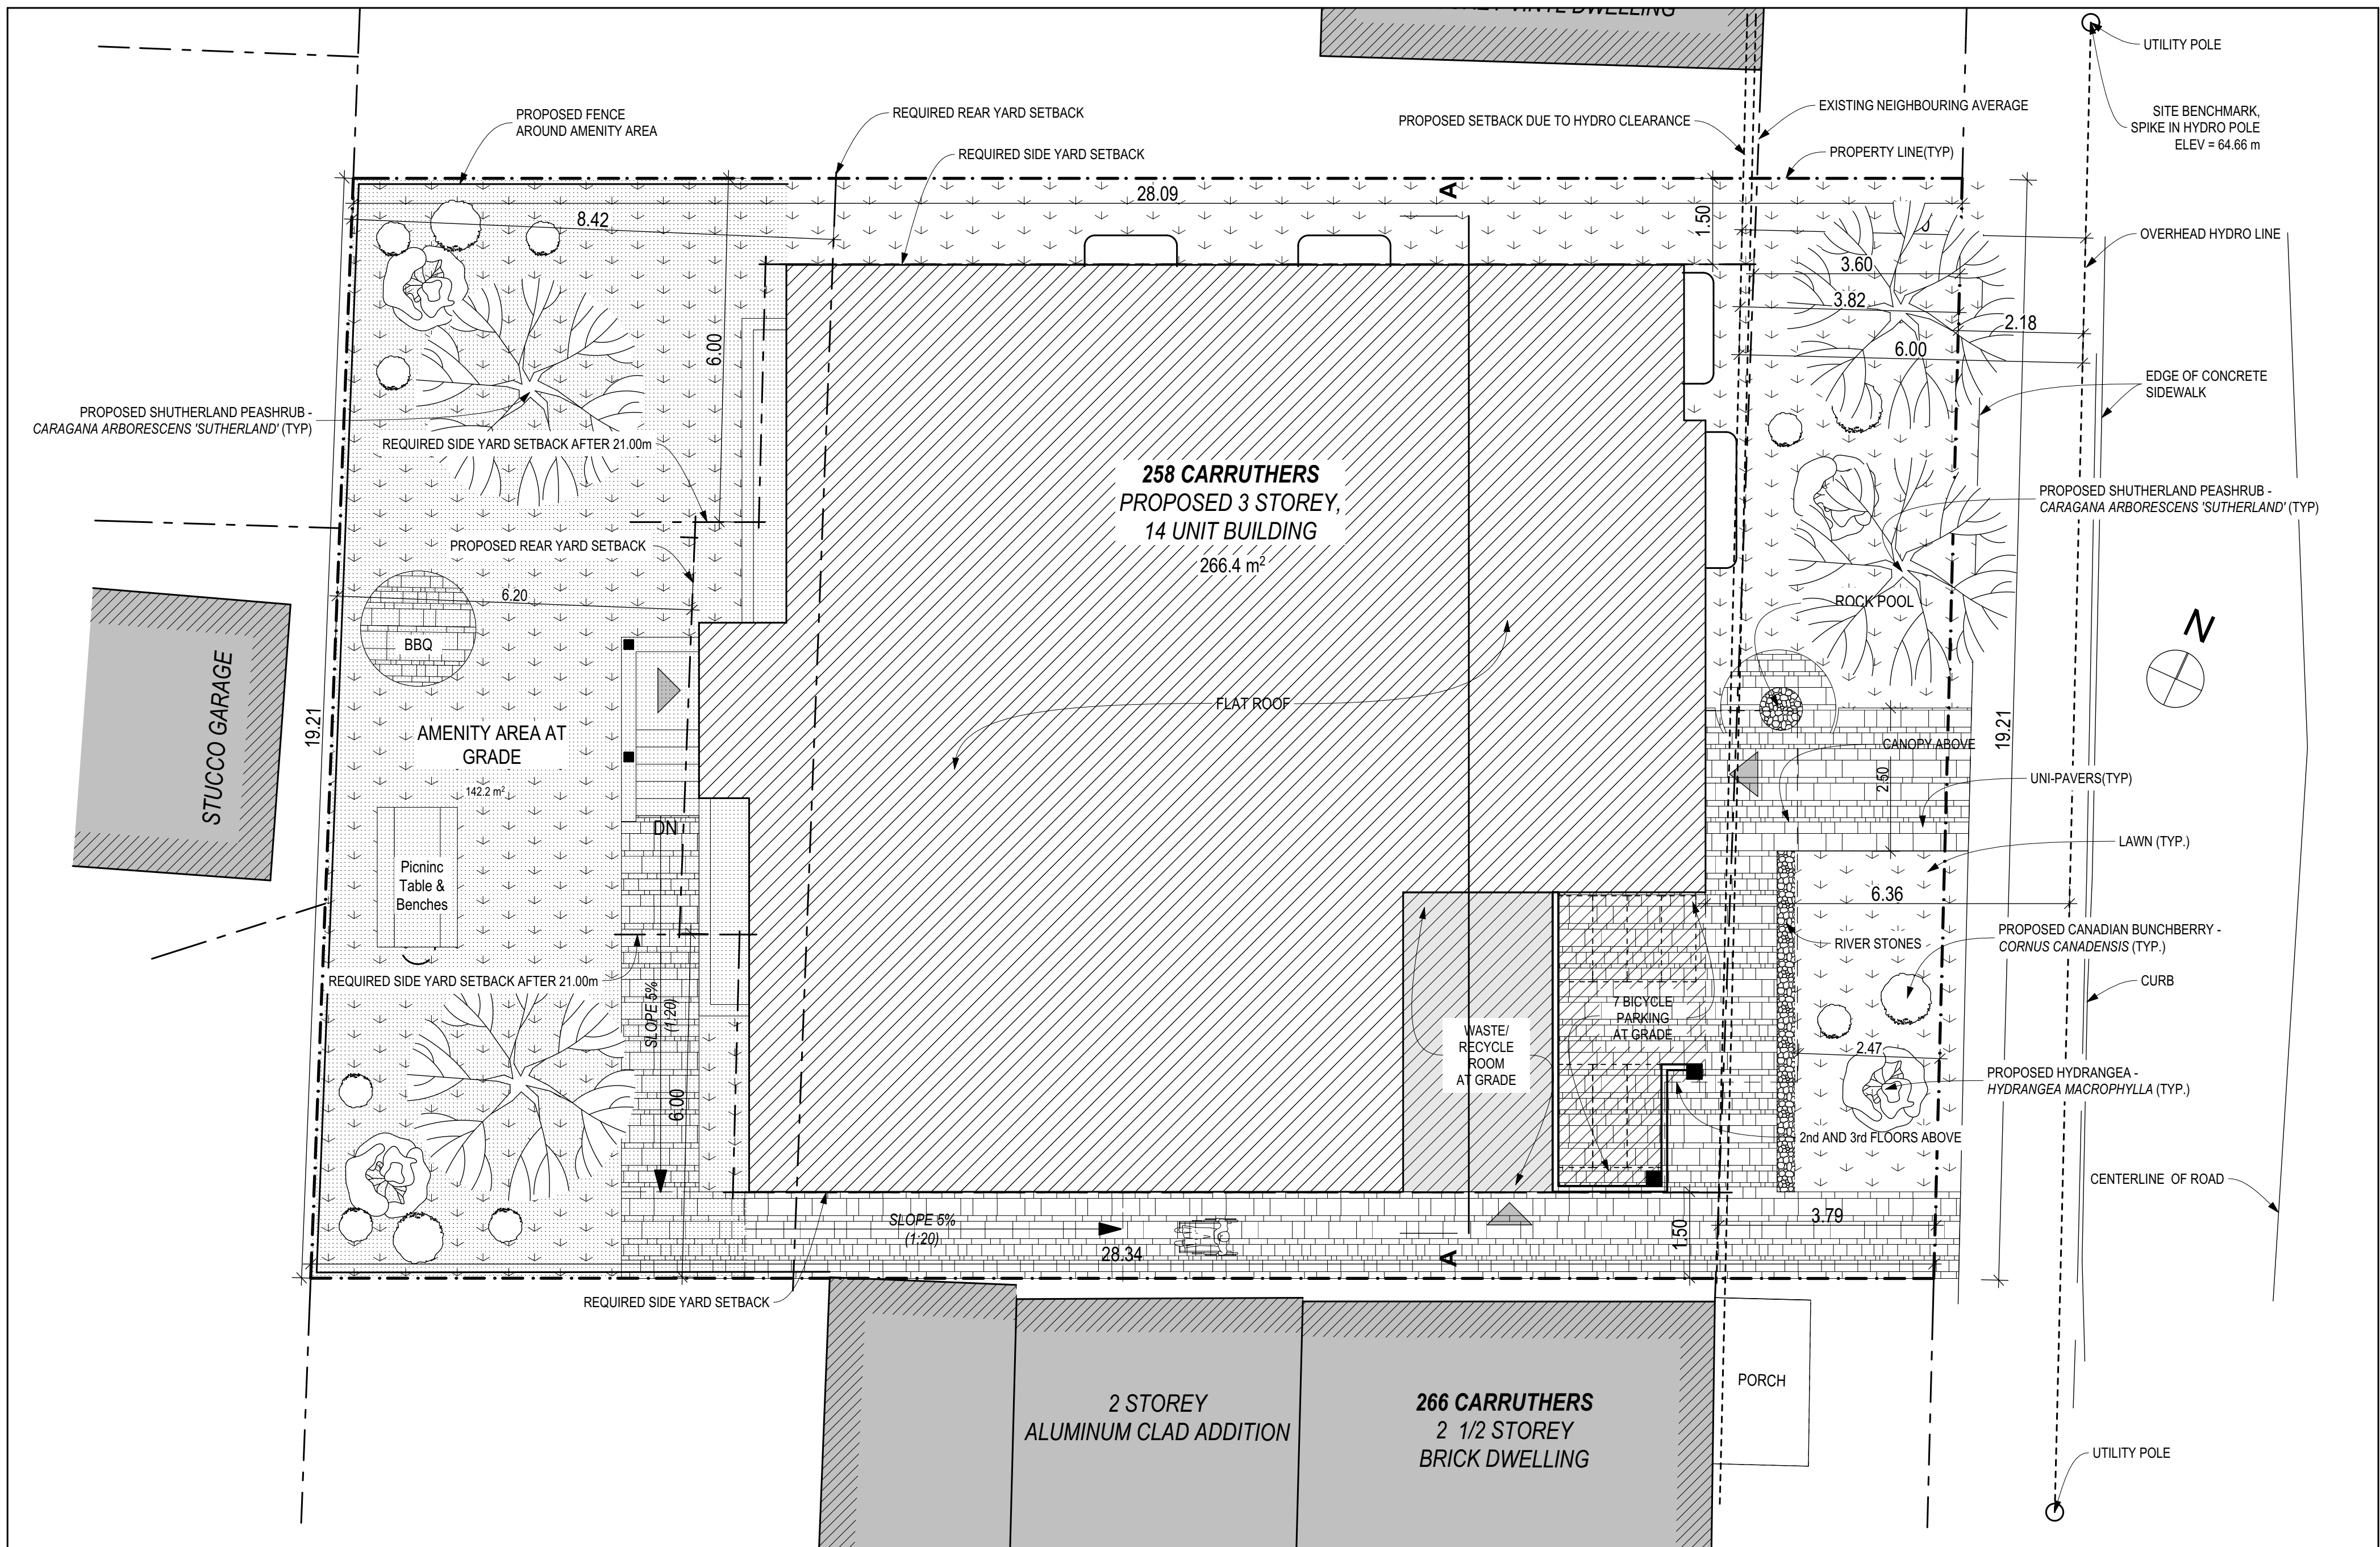 VINYL DWELLING
UTILITY POLE
SITE BENCHMARK,
SPIKE IN HYDRO POLE
ELEV = 64.66 m
PROPOSED FENCE
AROUND AMENITY AREA
REQUIRED REAR YARD SETBACK
REQUIRED SIDE YARD SETBACK
PROPOSED SETBACK DUE TO HYDRO CLEARANCE
EXISTING NEIGHBOURING AVERAGE
PROPERTY LINE(TYP)
28.09
A
8.42
1.50
OVERHEAD HYDRO LINE
3.60
3.82
2.18
6.00
6.00
EDGE OF CONCRETE
SIDEWALK
PROPOSED SHUTHERLAND PEASHRUB -
CARAGANA ARBORESCENS 'SUTHERLAND' (TYP)
REQUIRED SIDE YARD SETBACK AFTER 21.00m
258 CARRUTHERS
PROPOSED 3 STOREY,
14 UNIT BUILDING
266.4 m²
PROPOSED SHUTHERLAND PEASHRUB -
CARAGANA ARBORESCENS 'SUTHERLAND' (TYP)
PROPOSED REAR YARD SETBACK
6.20
ROCK POOL
N
BBQ
STUCCO GARAGE
FLAT ROOF
19.21
AMENITY AREA AT
GRADE
142.2 m²
CANOPY ABOVE
19.21
2.50
UNI-PAVERS(TYP)
DN
LAWN (TYP.)
Picninc
Table &
Benches
6.36
RIVER STONES
PROPOSED CANADIAN BUNCHBERRY -
CORNUS CANADENSIS (TYP.)
CURB
REQUIRED SIDE YARD SETBACK AFTER 21.00m
SLOPE 5%
(1:20)
7 BICYCLE
PARKING
AT GRADE
WASTE/
RECYCLE
ROOM
AT GRADE
2.47
PROPOSED HYDRANGEA -
HYDRANGEA MACROPHYLLA (TYP.)
6.00
2nd AND 3rd FLOORS ABOVE
CENTERLINE OF ROAD
SLOPE 5%
(1:20)
28.34
A
1.50
3.79
REQUIRED SIDE YARD SETBACK
2 STOREY
ALUMINUM CLAD ADDITION
266 CARRUTHERS
2 1/2 STOREY
BRICK DWELLING
PORCH
UTILITY POLE